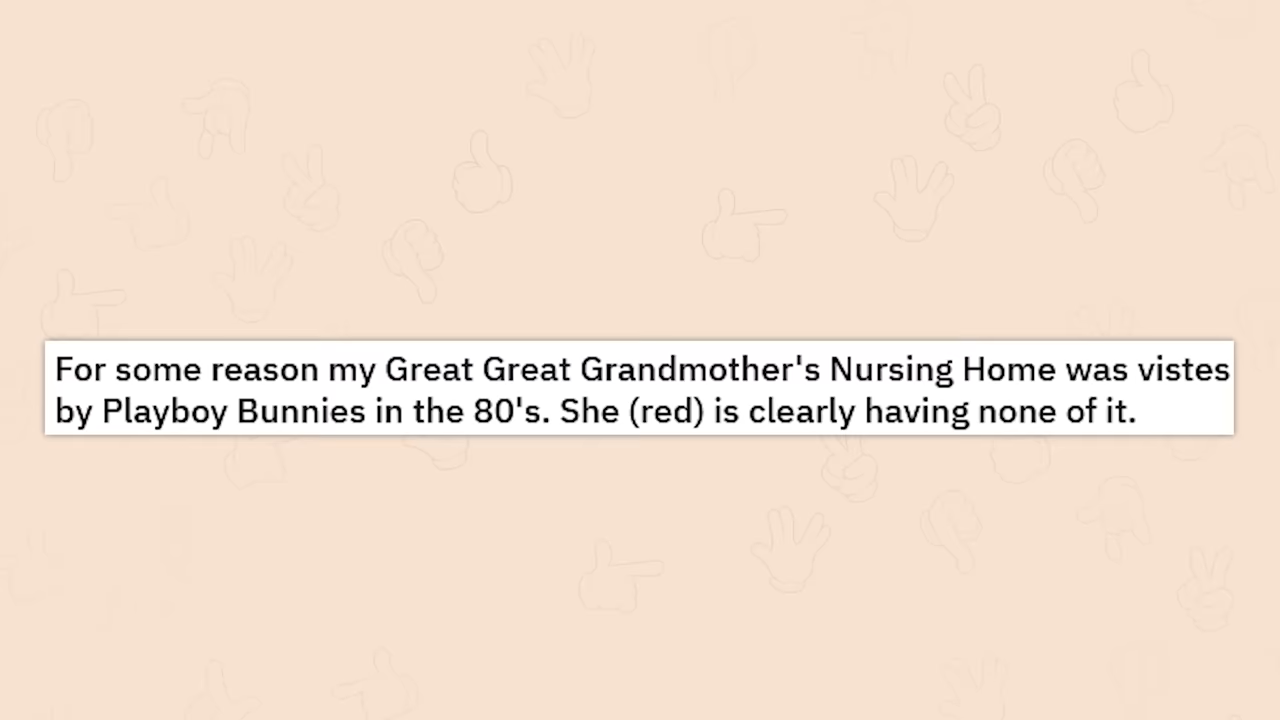 For some reason my Great Great Grandmother's Nursing Home was vistes
by Playboy Bunnies in the 80's. She (red) is clearly having none of it.